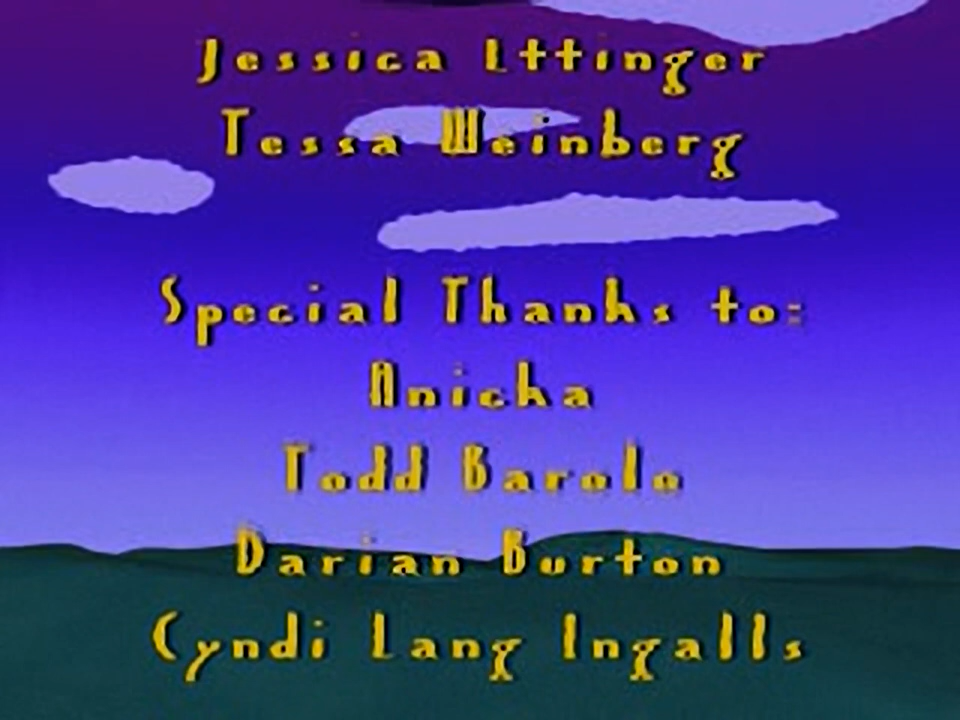 Jessica Ettinger
Tessa Weinberg
Special Thanks to:
Anicka
Todd Barolo
Darian Burton
Cyndi Lang Ingalls